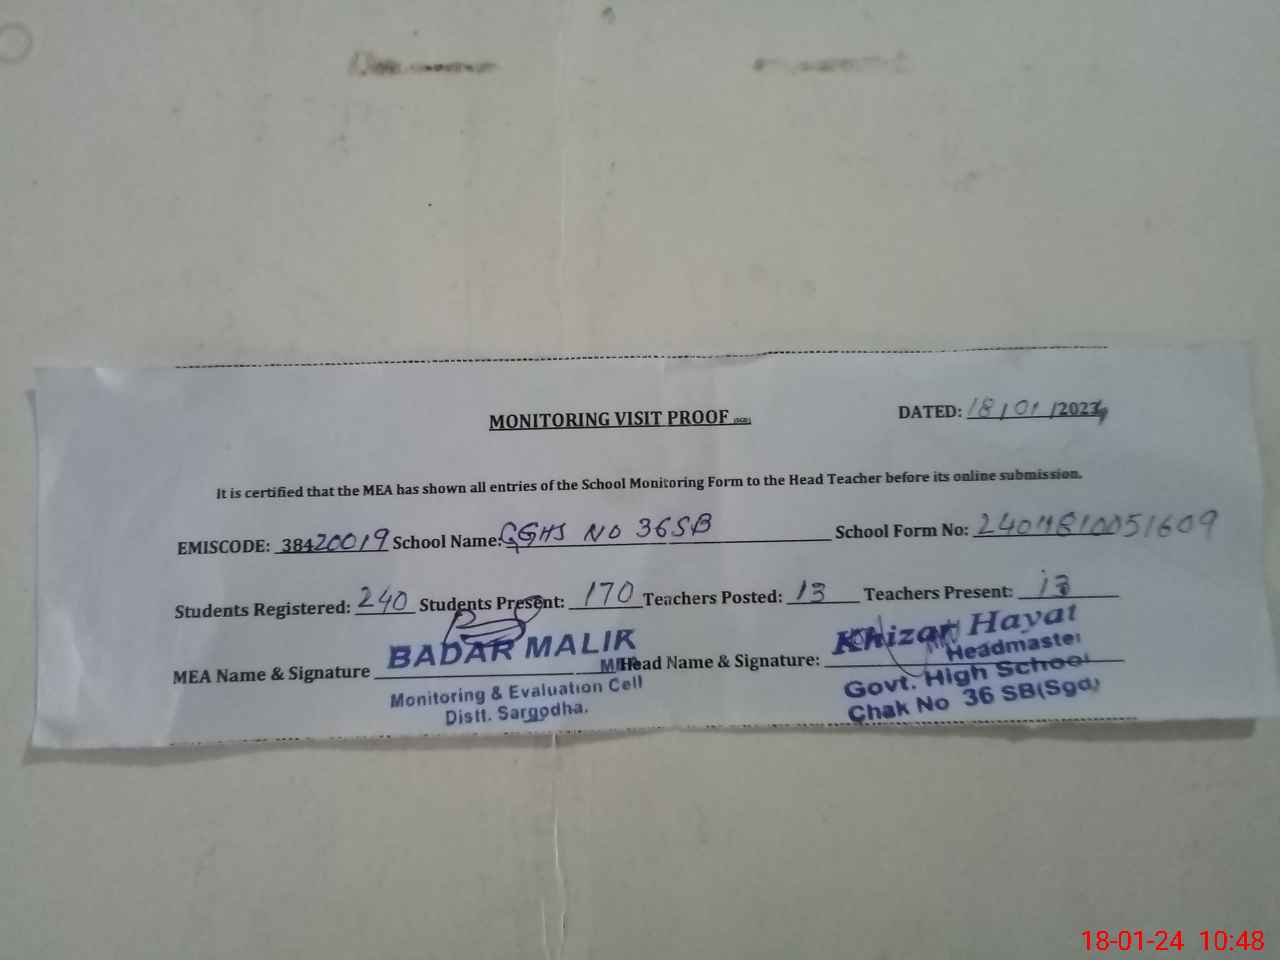 MONITORING VISIT PROOF
DATED: 18/01/2024
It is certified that the MEA has shown all entries of the School Monitoring Form to the Head Teacher before its online submission.
EMISCODE: 38420019 School Name: GGHS NO 36SB School Form No:
Students Registered: 240 Students Present: 170 Teachers Posted: 13 Teachers Present: 13
MEA Name & Signature BADAR MALIK Head Name & Signature: Khizar Hayat
Headmaster
Monitoring & Evaluation Cell Govt. High School
Distt. Sargodha. Chak No 36 SB(Sgd)
18-01-24 10:48